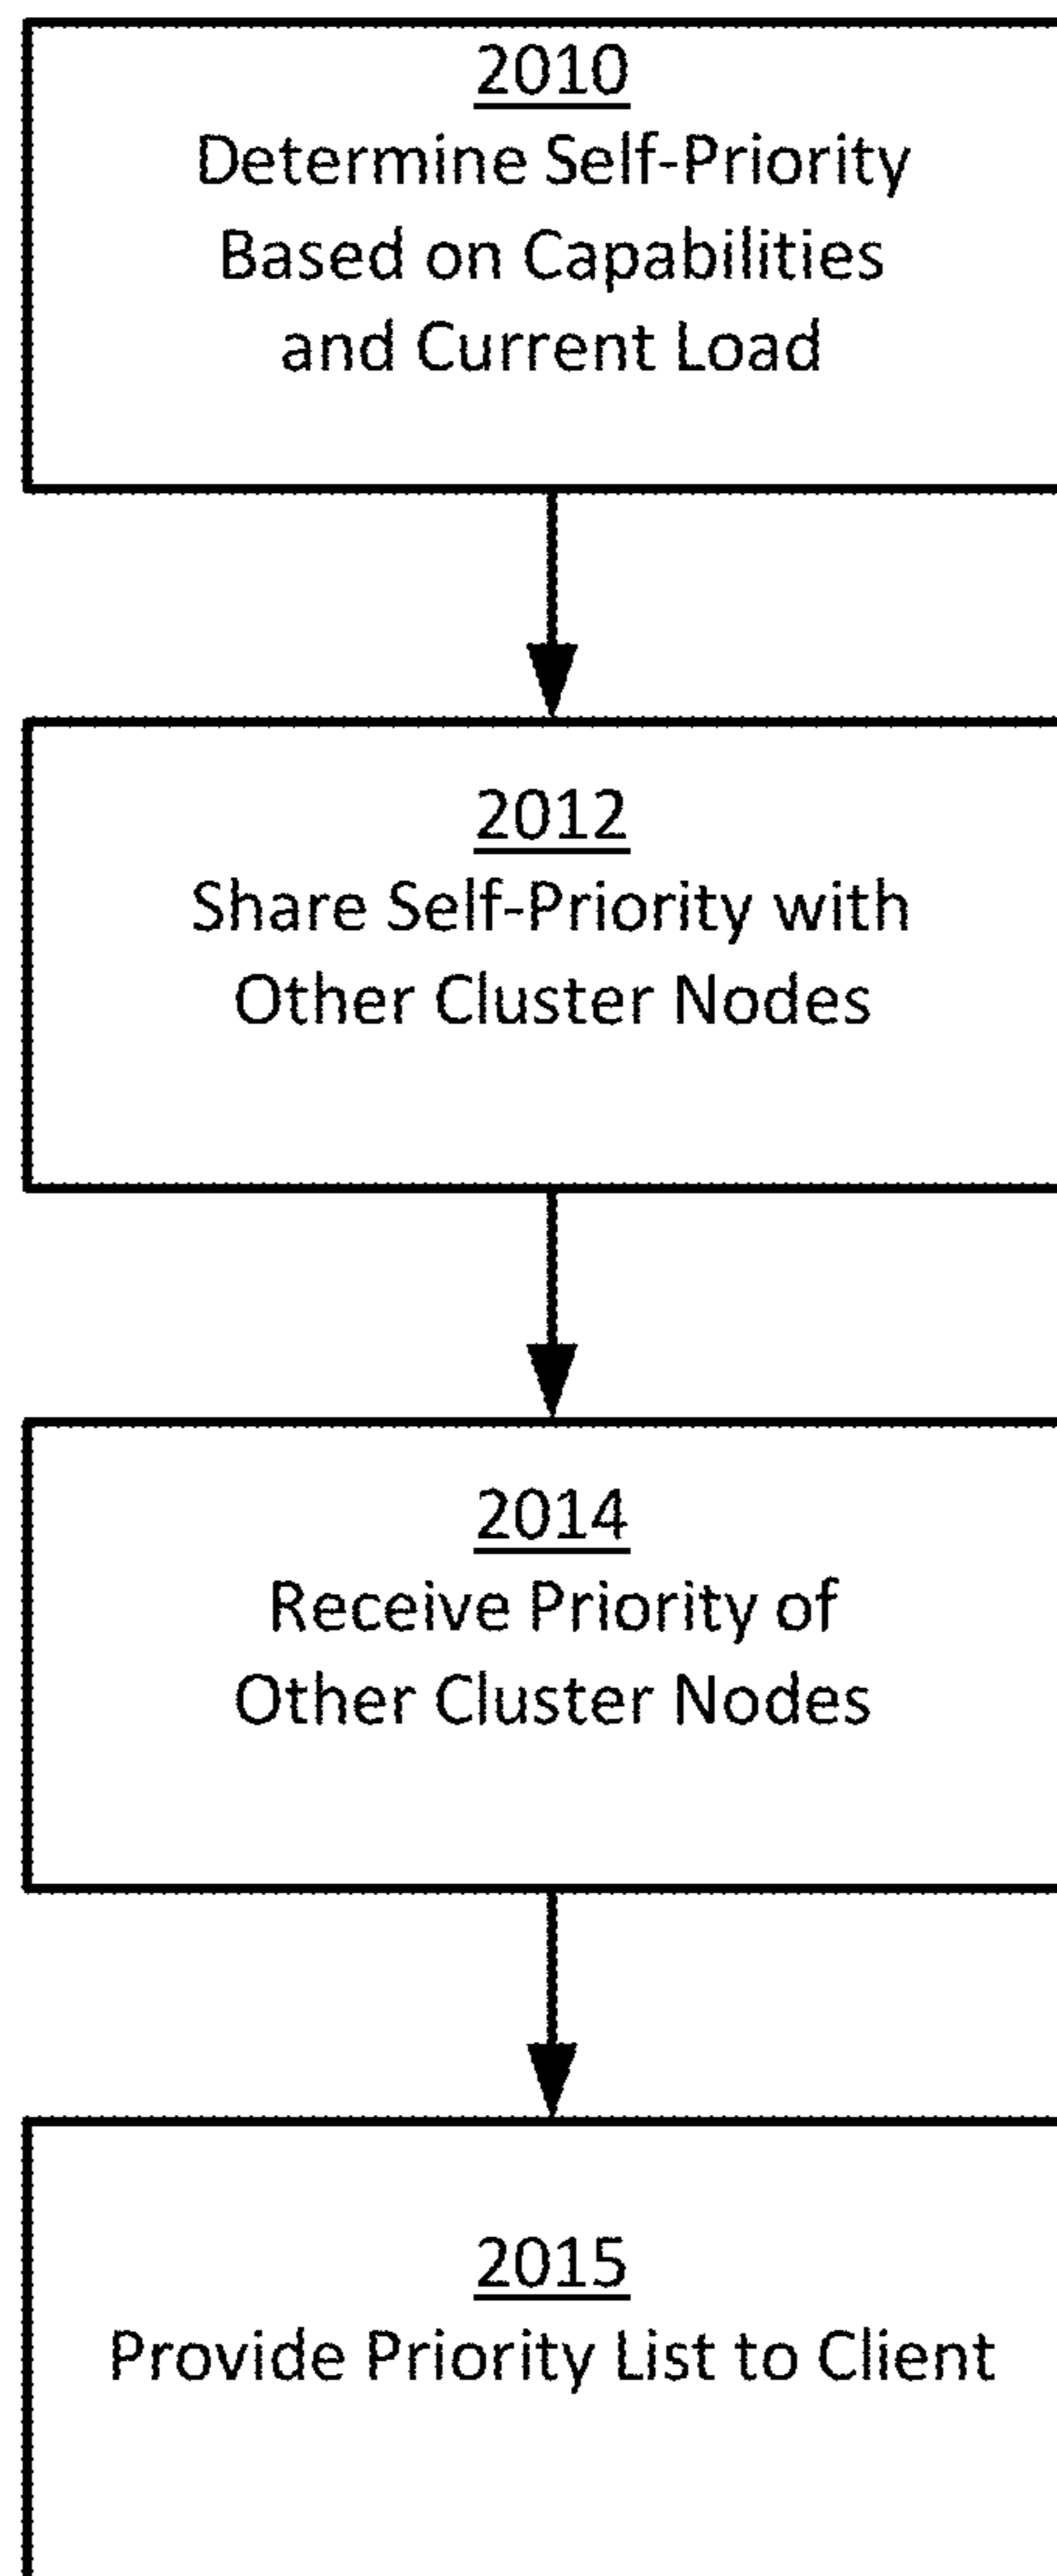 2010
Determine Self-Priority
Based on Capabilities
and Current Load
2012
Share Self-Priority with
Other Cluster Nodes
2014
Receive Priority of
Other Cluster Nodes
2015
Provide Priority List to Client